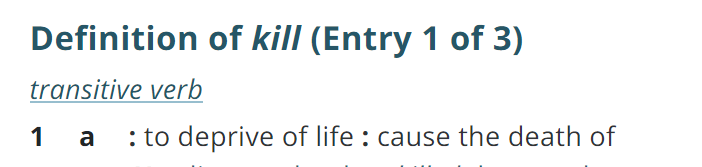 Definition of kill (Entry 1 of 3)
transitive verb
1 a : to deprive of life : cause the death of